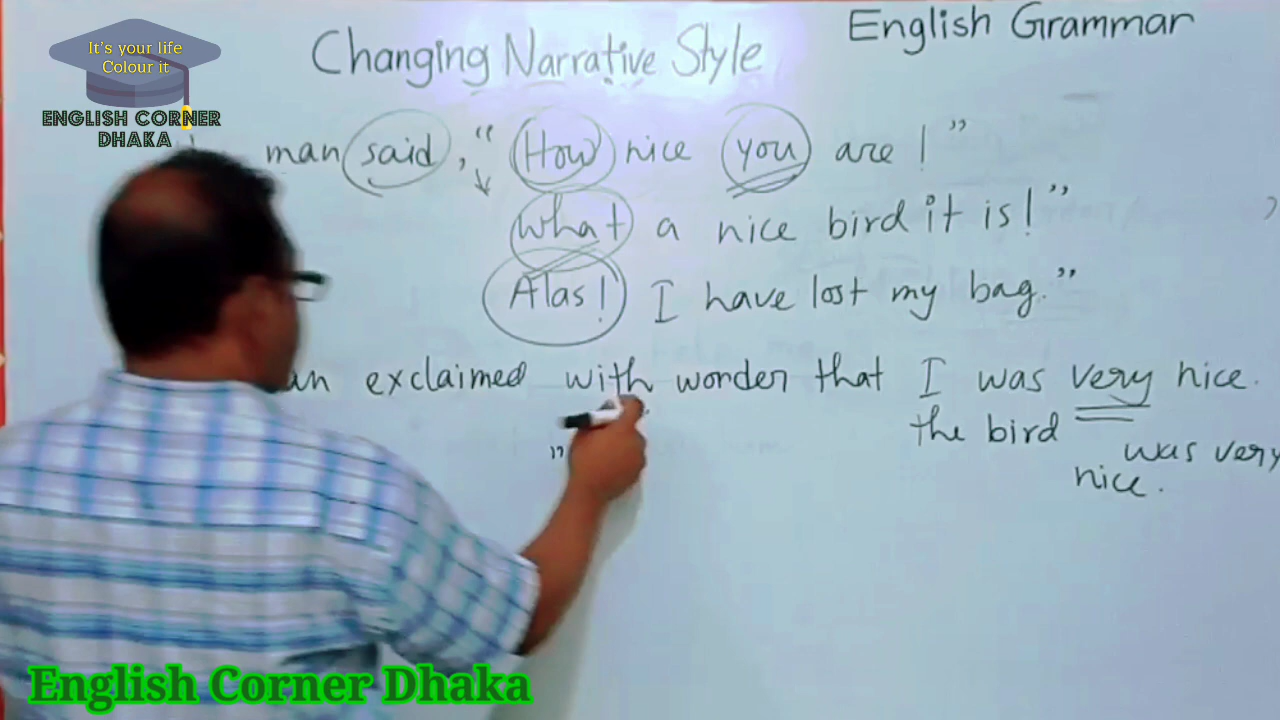 It's your life
Colour it
ENGLISH CORNER
DHAKA
English Grammar
Changing Narrative Style
man said, " How nice you are ! "
What a nice bird it is! "
Alas! I have lost my bag."
exclaimed with wonder that I was very nice.
the bird
was very
nice.
"
English Corner Dhaka